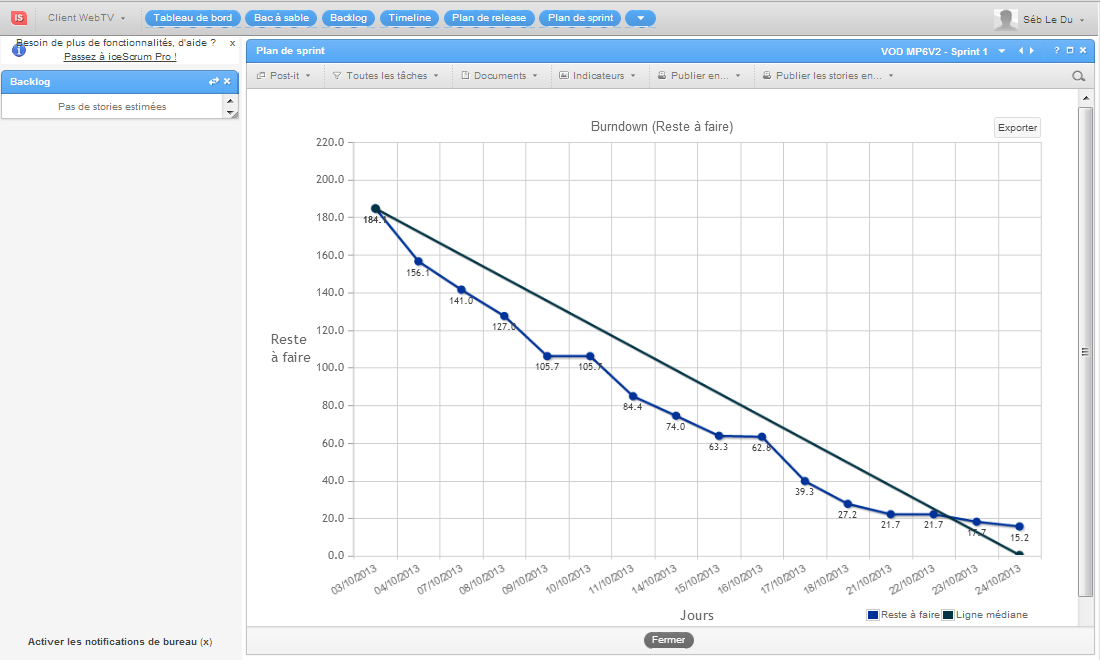 IS Client WebTV Tableau de bord Bac à sable Backlog Timeline Plan de release Plan de sprint Séb Le Du
Besoin de plus de fonctionnalités, d'aide ? x
Passez à iceScrum Pro !
Backlog
Pas de stories estimées
Plan de sprint VOD MP6V2 - Sprint 1 ?
Post-it Toutes les tâches Documents Indicateurs Publier en... Publier les stories en...
Burndown (Reste à faire)
Exporter
220.0
200.0
180.0
160.0
140.0
120.0
100.0
80.0
60.0
40.0
20.0
0.0
Reste
à faire
184.1
156.1
141.0
127.0
105.7
105.7
84.4
74.0
63.3
62.8
39.3
27.2
21.7
21.7
17.7
15.2
03/10/2013 04/10/2013 07/10/2013 08/10/2013 09/10/2013 10/10/2013 11/10/2013 14/10/2013 15/10/2013 16/10/2013 17/10/2013 18/10/2013 21/10/2013 22/10/2013 23/10/2013 24/10/2013
Jours
Reste à faire Ligne médiane
Fermer
Activer les notifications de bureau (x)